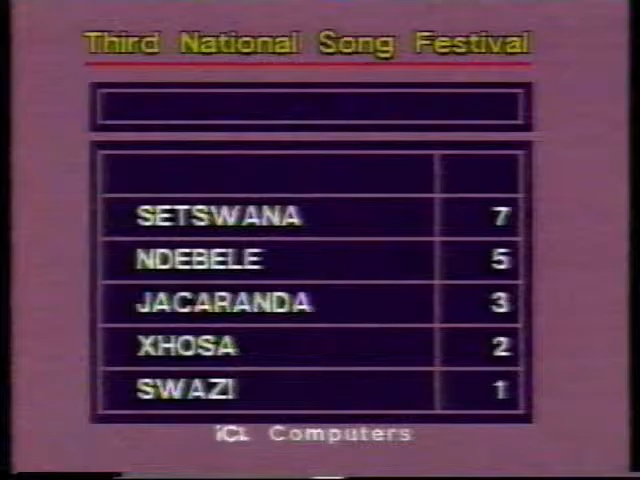 Third National Song Festival
SETSWANA 7
NDEBELE 5
JACARANDA 3
XHOSA 2
SWAZI 1
ICL Computers